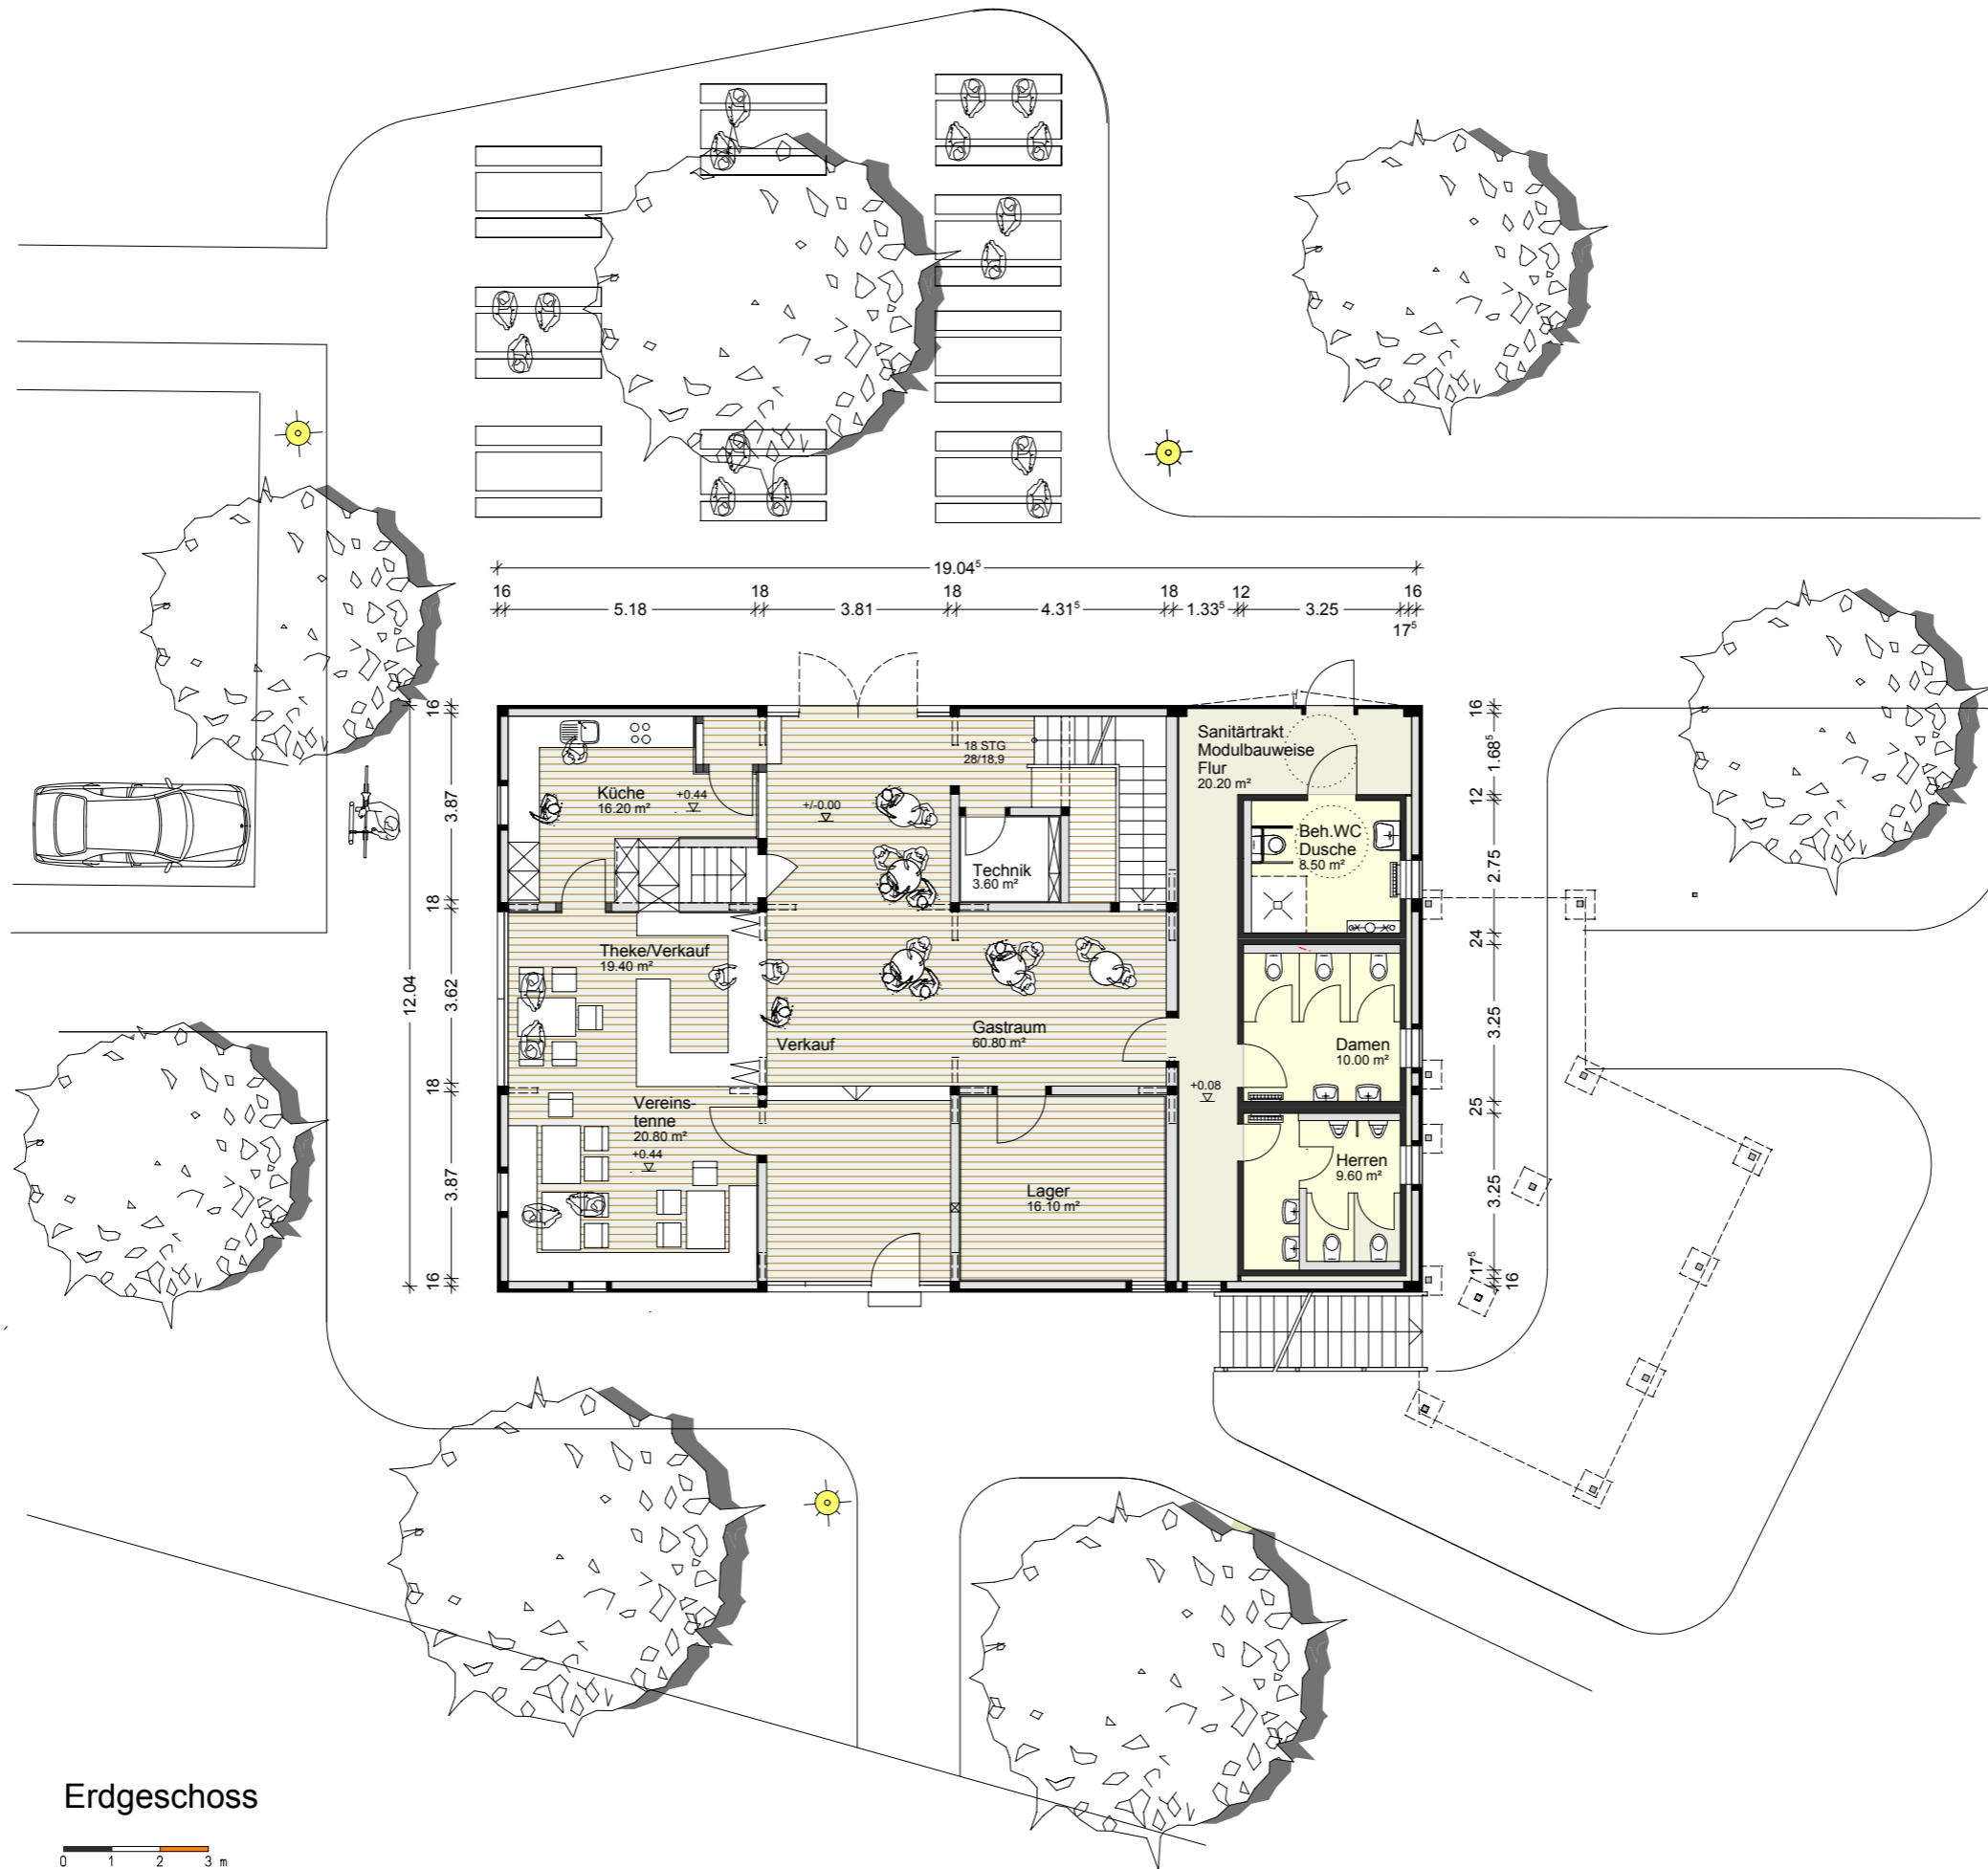 19.04⁵
16 18 18 18 12 16
5.18 3.81 4.31⁵ 1.33⁵ 3.25
17⁵
16
3.87
18
3.62
18
3.87
16
12.04
16
1.68⁵
12
2.75
24
3.25
25
3.25
17⁵
16
Küche
16.20 m²
+0.44
+/-0.00
18 STG
28/18,9
Technik
3.60 m²
Sanitärtrakt
Modulbauweise
Flur
20.20 m²
Beh.WC
Dusche
8.50 m²
Theke/Verkauf
19.40 m²
Verkauf
Gastraum
60.80 m²
Damen
10.00 m²
+0.08
Vereins-
tenne
20.80 m²
+0.44
Lager
16.10 m²
Herren
9.60 m²
Erdgeschoss
0 1 2 3 m